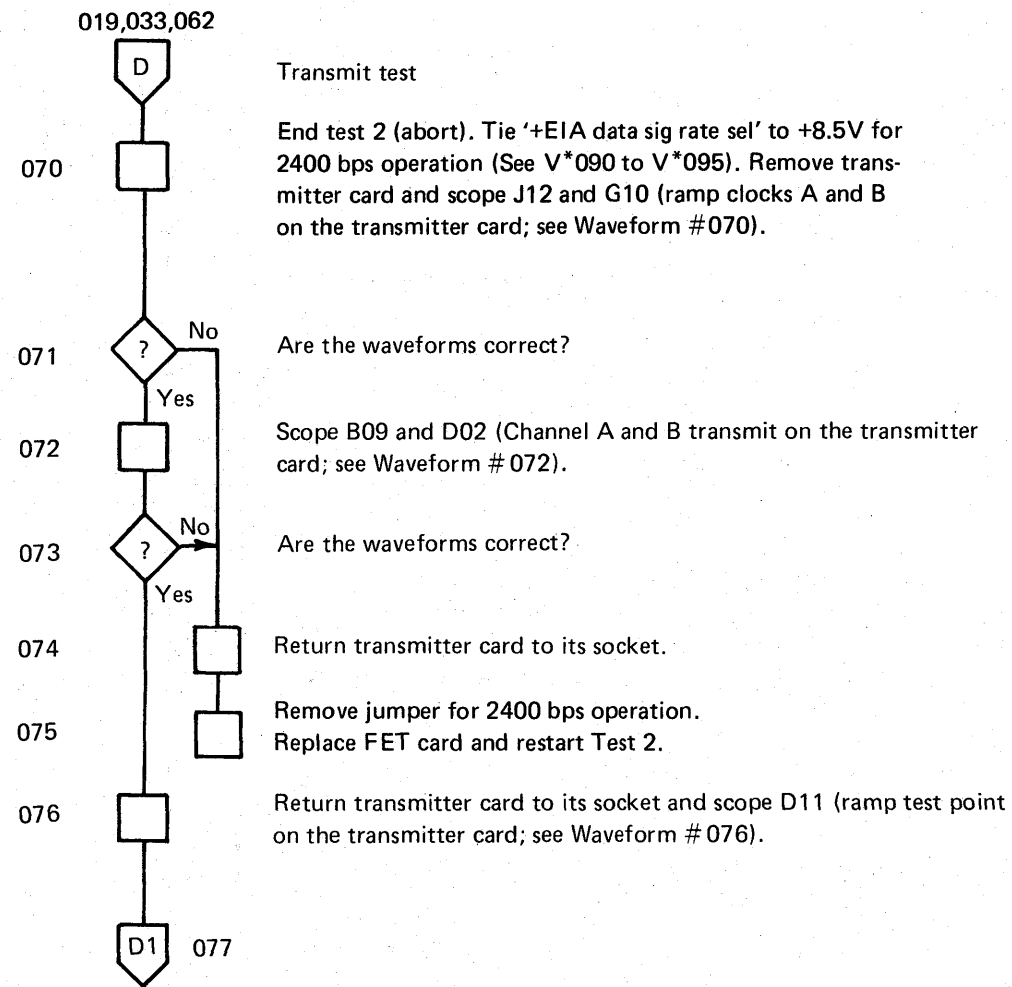 019,033,062
D
Transmit test
070
End test 2 (abort). Tie '+EIA data sig rate sel' to +8.5V for
2400 bps operation (See V*090 to V*095). Remove trans-
mitter card and scope J12 and G10 (ramp clocks A and B
on the transmitter card; see Waveform #070).
071
?
No
Are the waveforms correct?
Yes
072
Scope B09 and D02 (Channel A and B transmit on the transmitter
card; see Waveform #072).
073
?
No
Are the waveforms correct?
Yes
074
Return transmitter card to its socket.
075
Remove jumper for 2400 bps operation.
Replace FET card and restart Test 2.
076
Return transmitter card to its socket and scope D11 (ramp test point
on the transmitter card; see Waveform #076).
D1
077